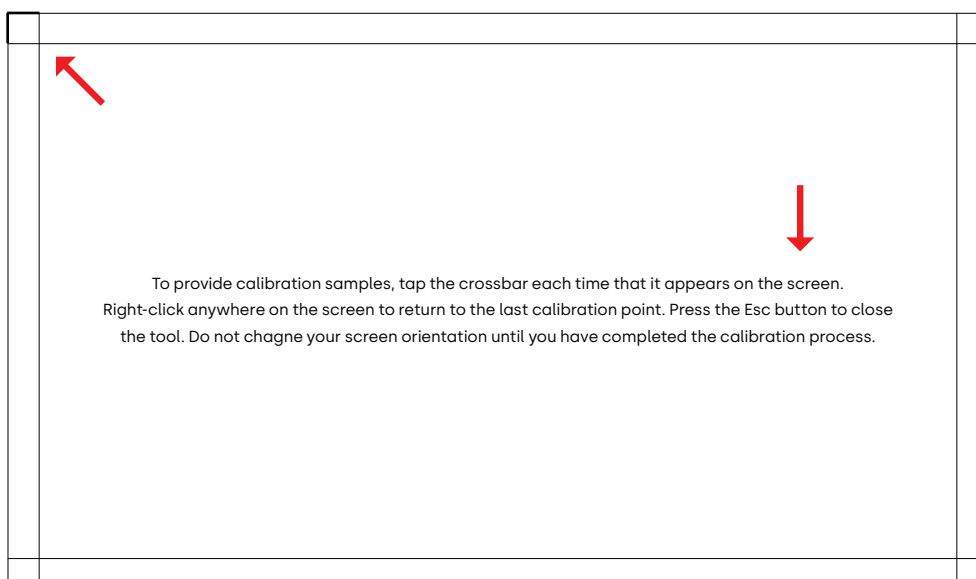 To provide calibration samples, tap the crossbar each time that it appears on the screen.
Right-click anywhere on the screen to return to the last calibration point. Press the Esc button to close
the tool. Do not chagne your screen orientation until you have completed the calibration process.